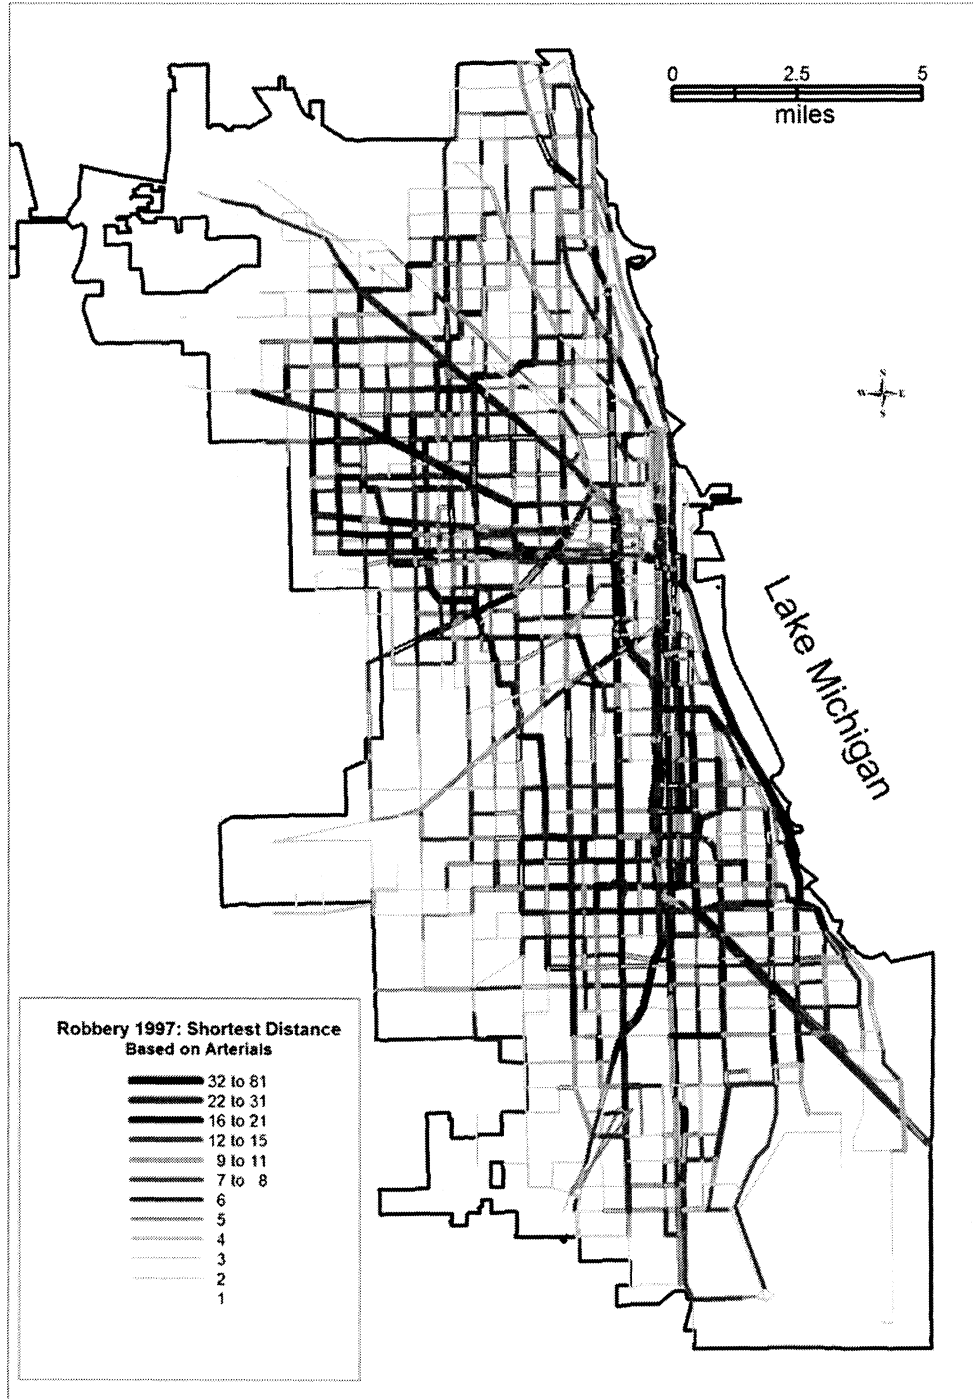 0 2.5 5
miles
N
W E
S
Lake Michigan
Robbery 1997: Shortest Distance
Based on Arterials
32 to 81
22 to 31
16 to 21
12 to 15
9 to 11
7 to 8
6
5
4
3
2
1